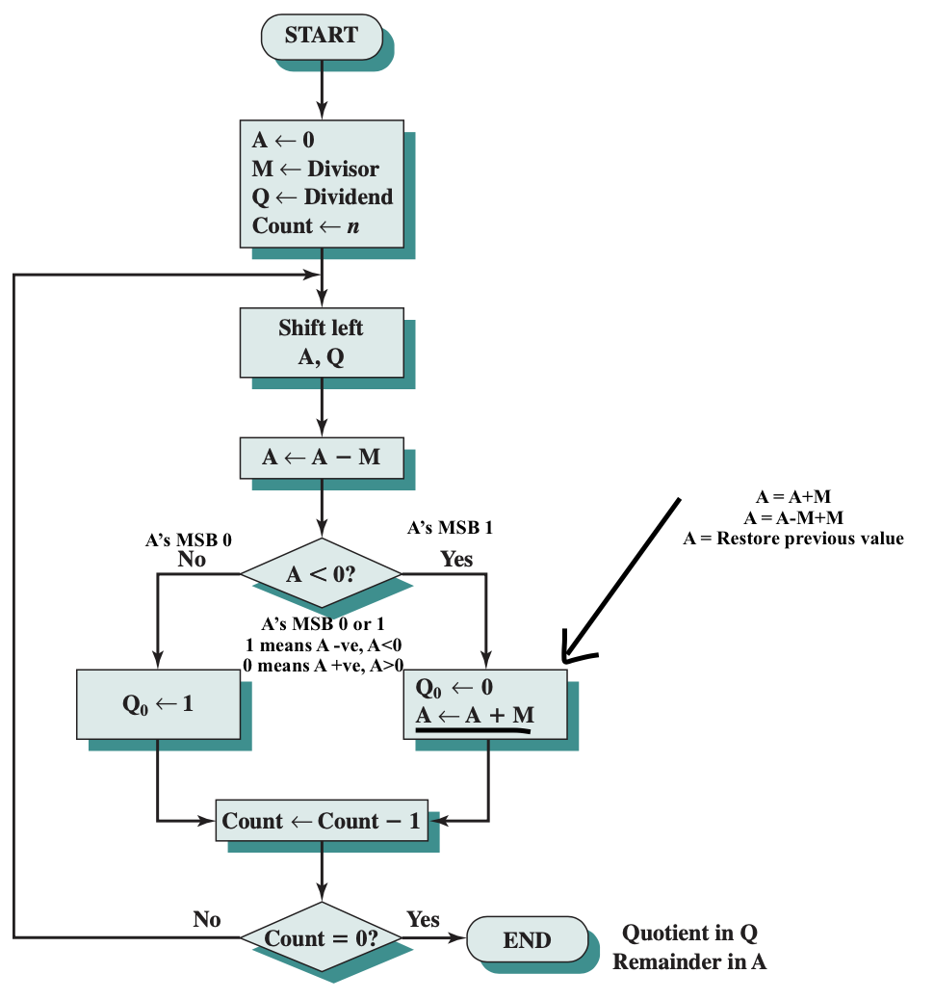 START
A ← 0
M ← Divisor
Q ← Dividend
Count ← n
Shift left
A, Q
A ← A − M
A = A+M
A = A-M+M
A = Restore previous value
A's MSB 0
No
A's MSB 1
Yes
A < 0?
A's MSB 0 or 1
1 means A -ve, A<0
0 means A +ve, A>0
Q₀ ← 1
Q₀ ← 0
A ← A + M
Count ← Count − 1
No
Yes
Count = 0?
END
Quotient in Q
Remainder in A